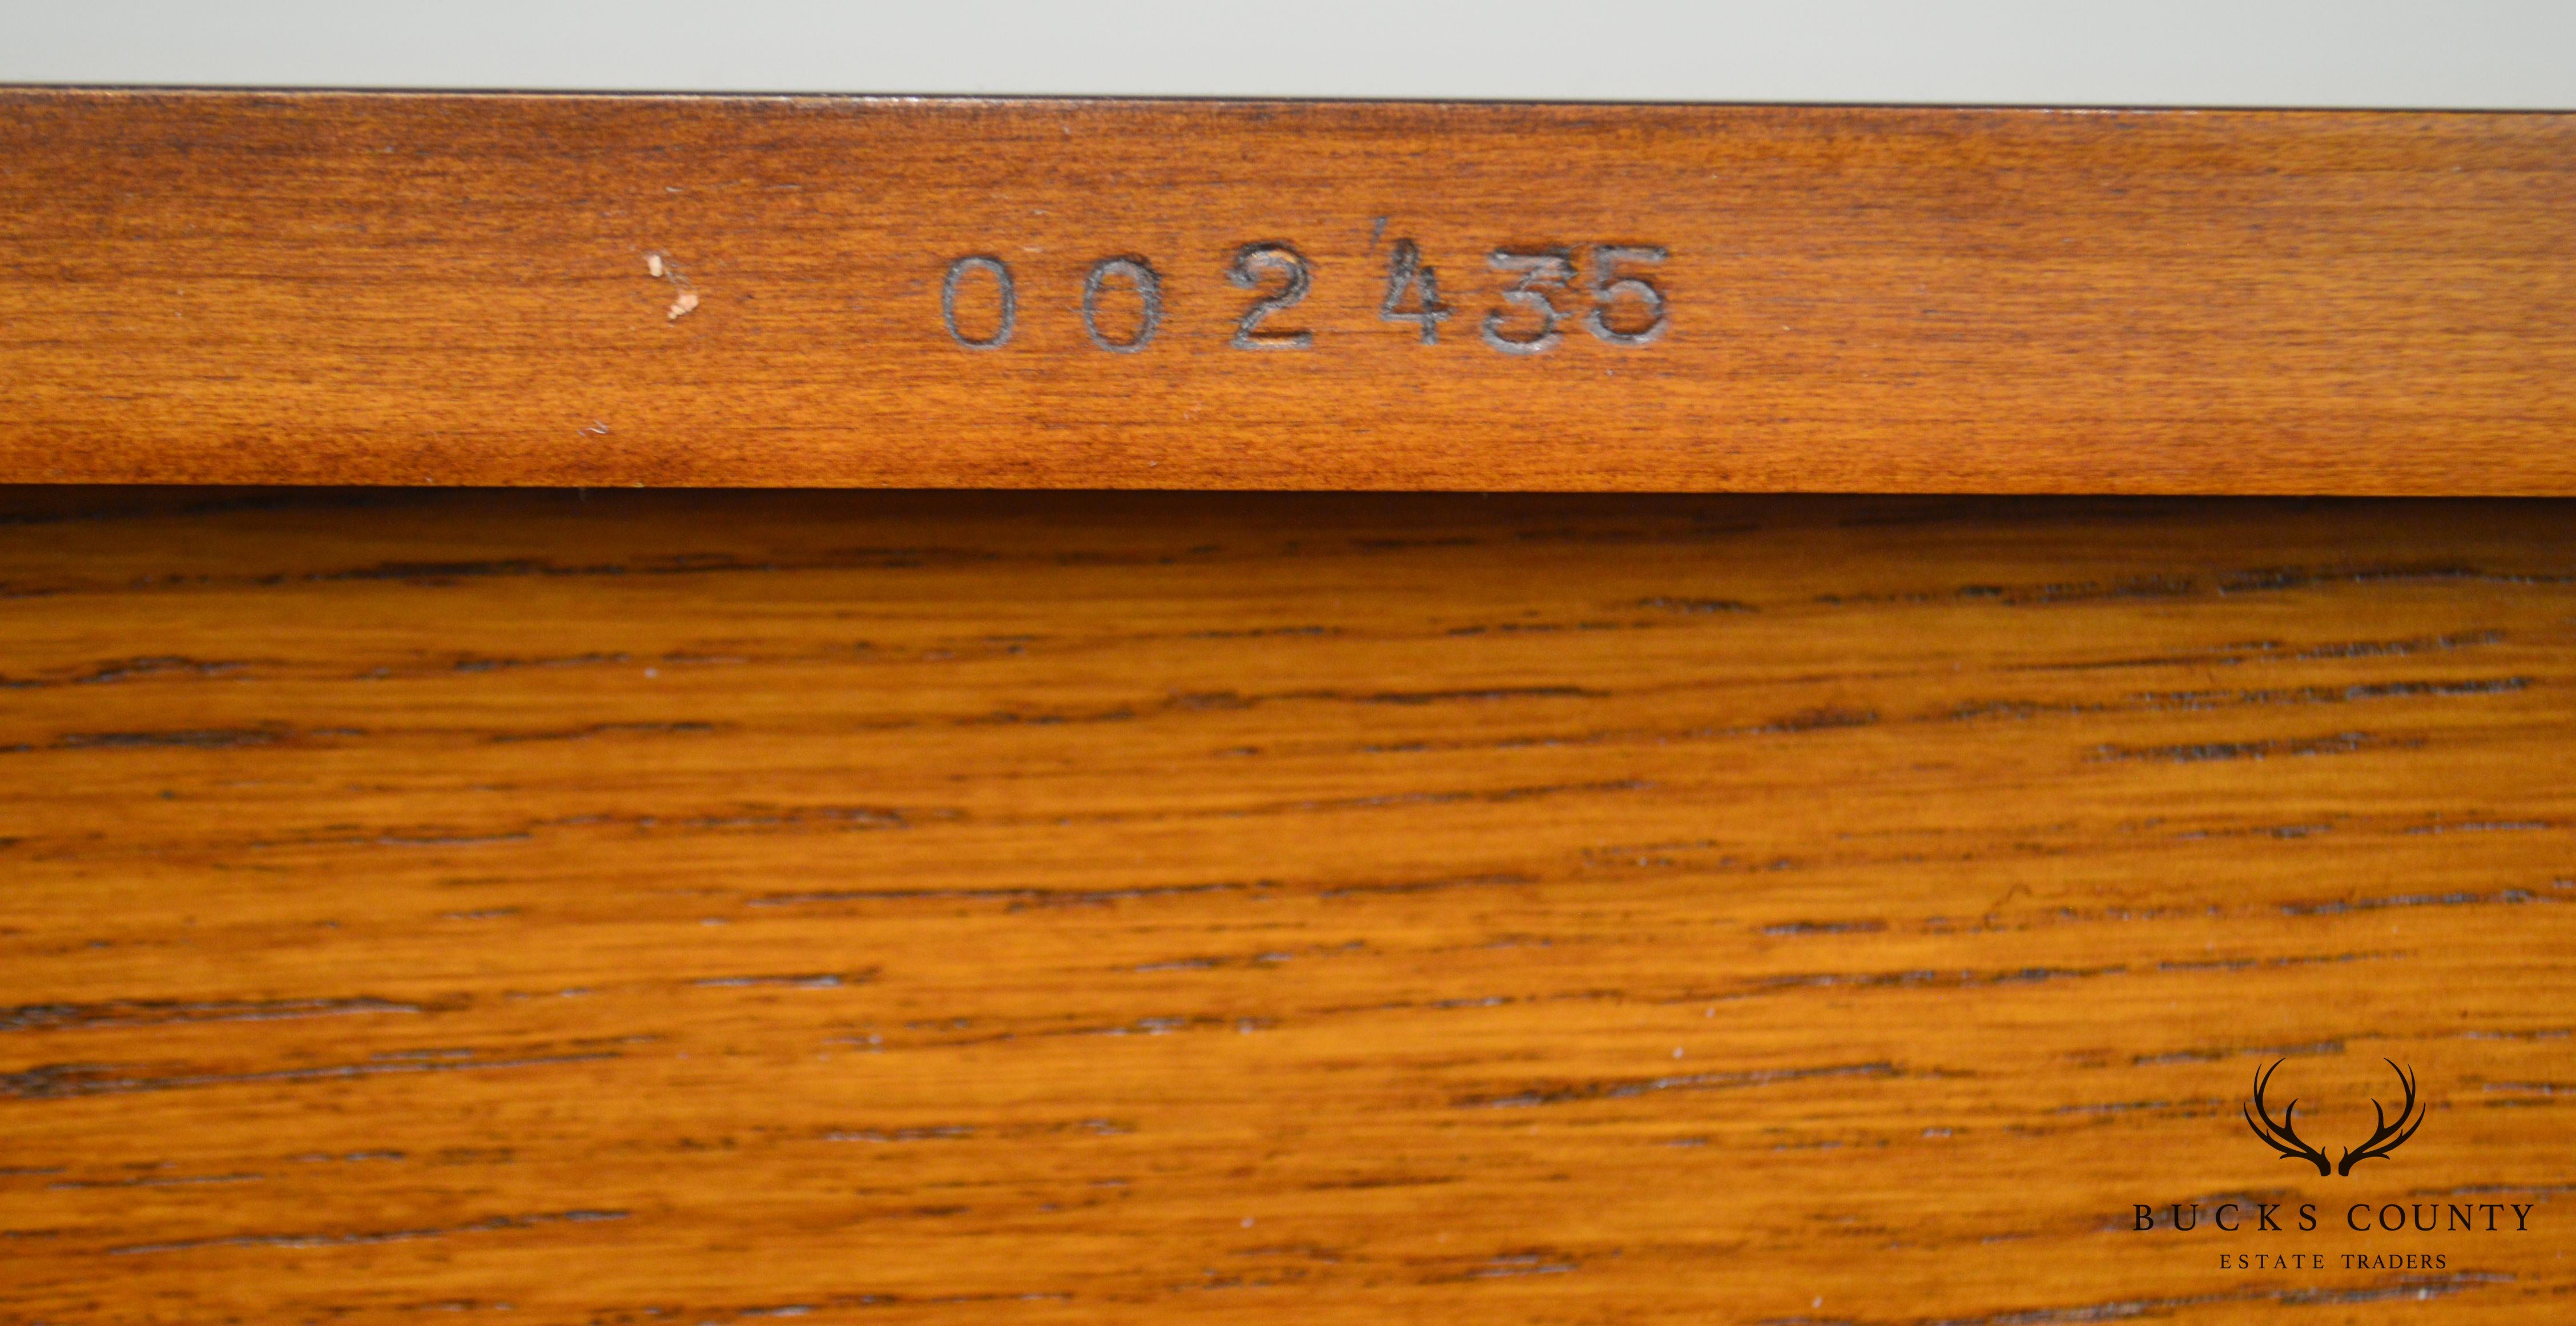 002435
BUCKS COUNTY
ESTATE TRADERS